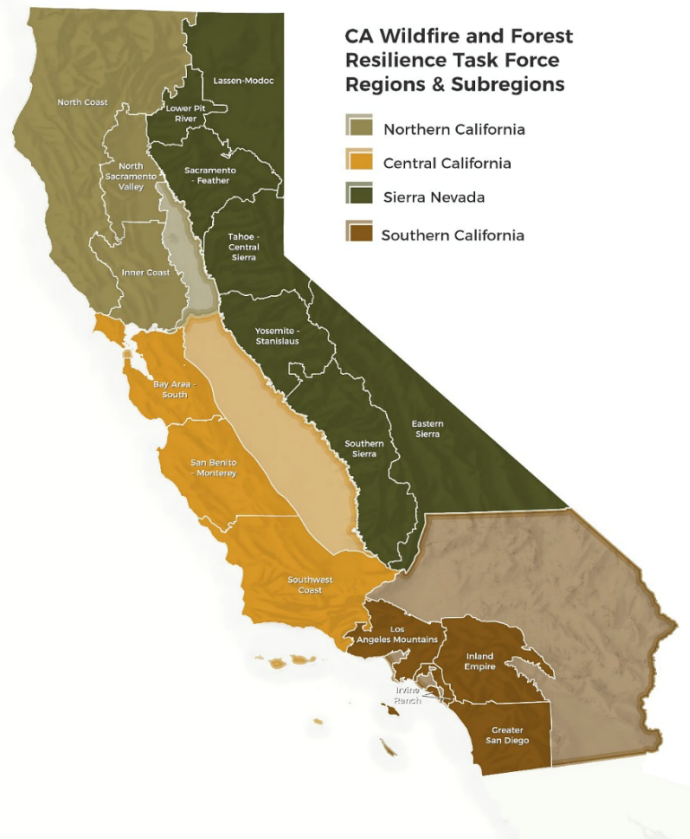 CA Wildfire and Forest
Resilience Task Force
Regions & Subregions
Northern California
Central California
Sierra Nevada
Southern California
North Coast
Lassen-Modoc
Lower Pit
River
North
Sacramento
Valley
Sacramento
- Feather
Tahoe -
Central
Sierra
Inner Coast
Yosemite -
Stanislaus
Bay Area -
South
Eastern
Sierra
Southern
Sierra
San Benito
- Monterey
Southwest
Coast
Los
Angeles Mountains
Inland
Empire
Irvine
Ranch
Greater
San Diego